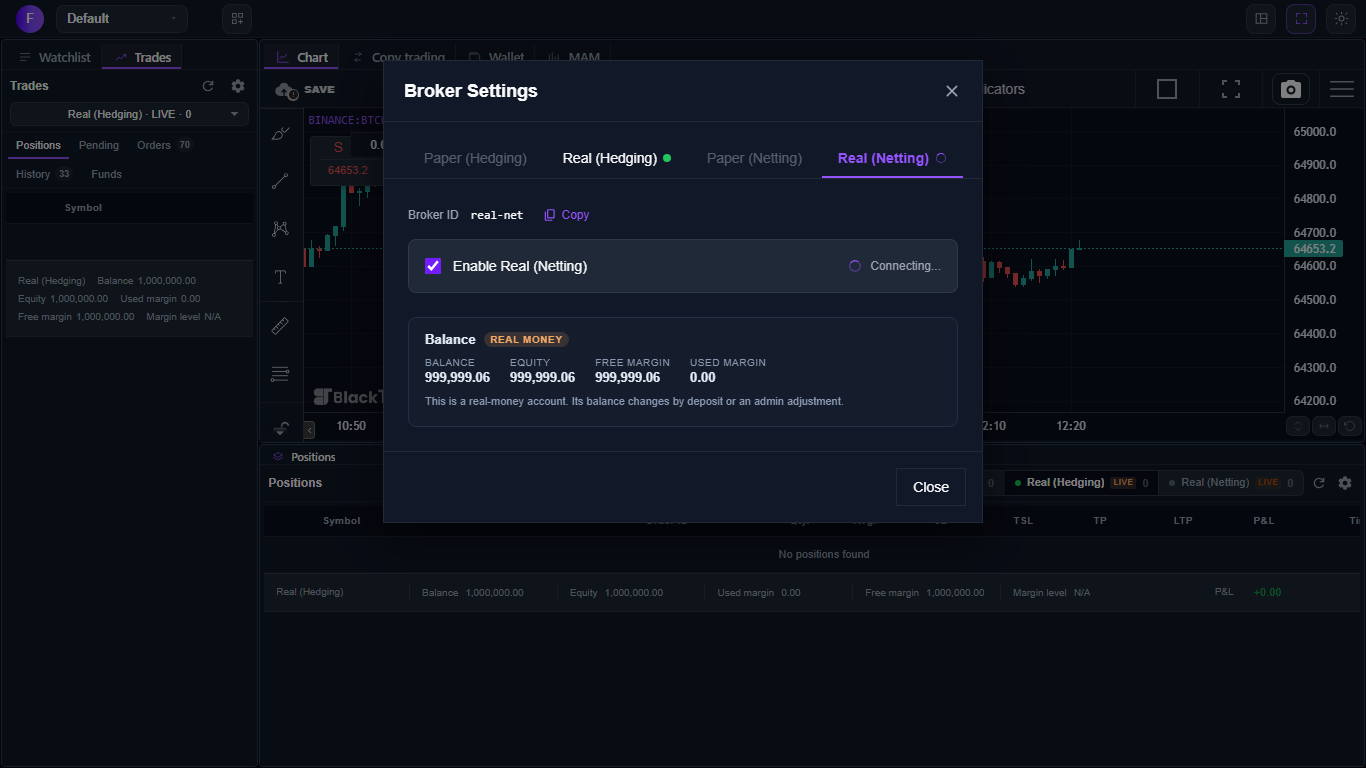 F
Default
Watchlist
Trades
Chart
Copy trading
Wallet
MAM
Trades
SAVE
icators
Real (Hedging) · LIVE · 0
Positions
Pending
Orders 70
History 33
Funds
Symbol
Real (Hedging) Balance 1,000,000.00
Equity 1,000,000.00 Used margin 0.00
Free margin 1,000,000.00 Margin level N/A
BINANCE:BTC
S
0.0
64653.2
T
BlackT
10:50
2:10
12:20
65000.0
64900.0
64800.0
64700.0
64653.2
64600.0
64500.0
64400.0
64300.0
64200.0
Broker Settings
Paper (Hedging)
Real (Hedging)
Paper (Netting)
Real (Netting)
Broker ID real-net Copy
Enable Real (Netting)
Connecting...
Balance REAL MONEY
BALANCE EQUITY FREE MARGIN USED MARGIN
999,999.06 999,999.06 999,999.06 0.00
This is a real-money account. Its balance changes by deposit or an admin adjustment.
Close
Positions
Positions
0
Real (Hedging) LIVE 0
Real (Netting) LIVE 0
Symbol
TSL
TP
LTP
P&L
No positions found
Real (Hedging) Balance 1,000,000.00 Equity 1,000,000.00 Used margin 0.00 Free margin 1,000,000.00 Margin level N/A P&L +0.00